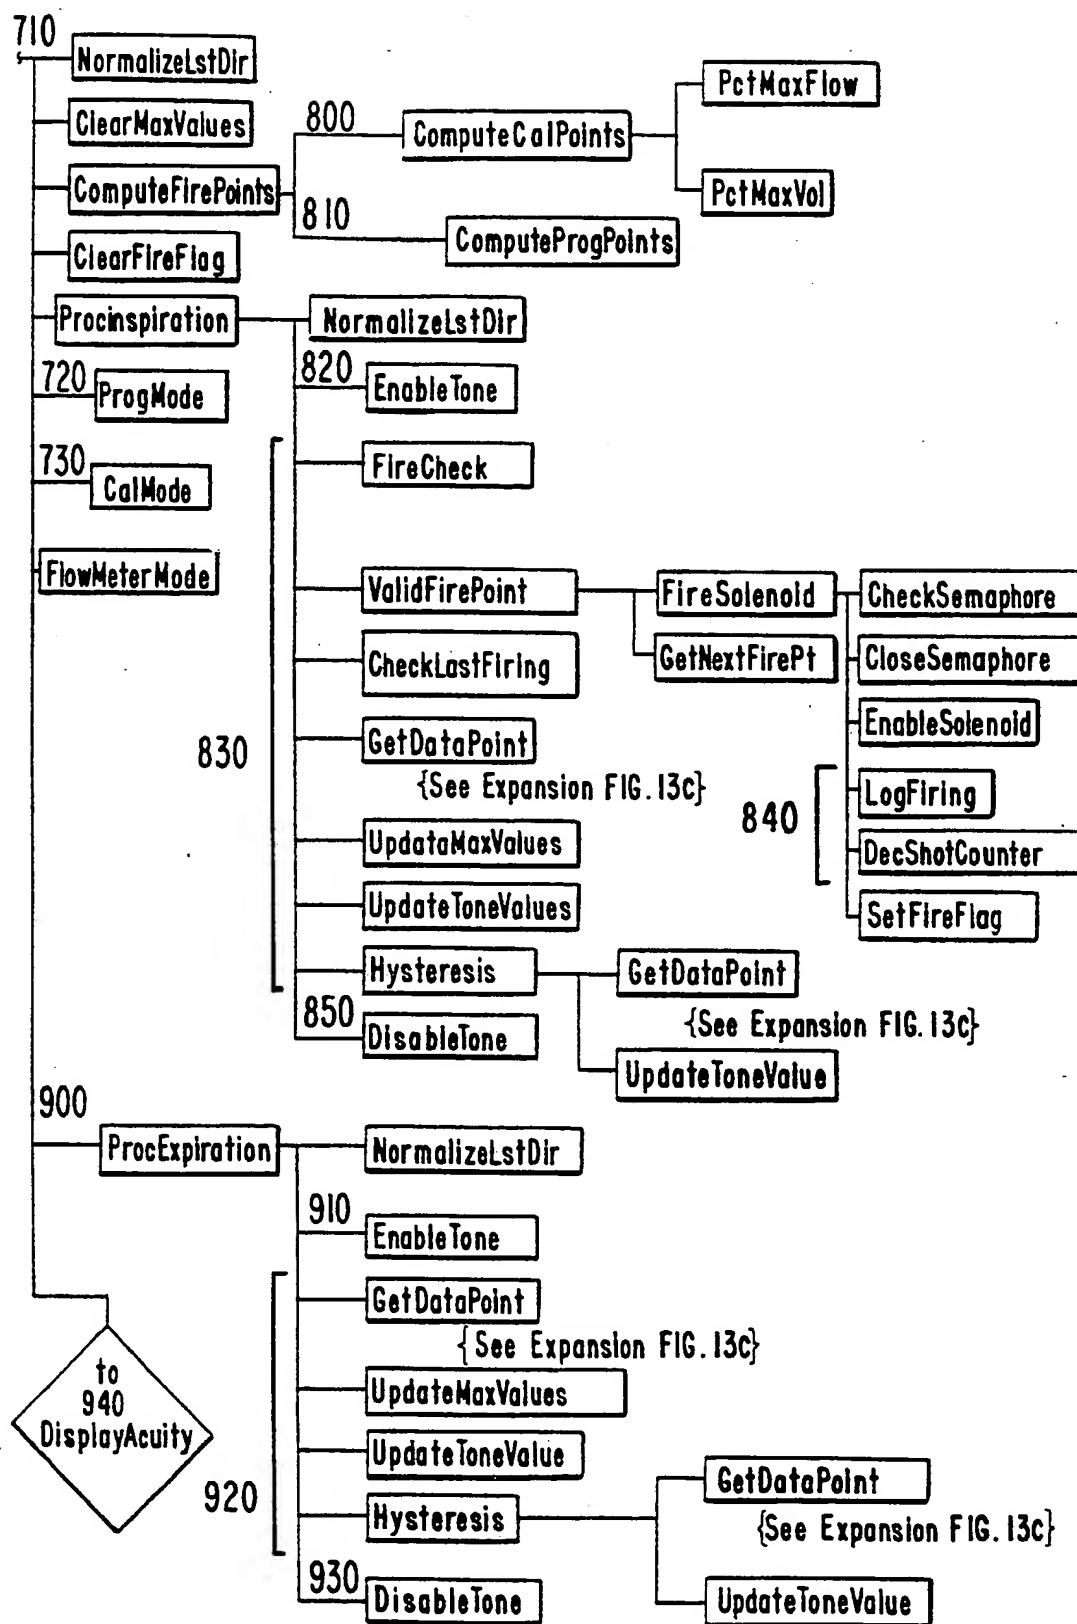 710
NormalizeLstDir
ClearMaxValues
ComputeFirePoints
800
ComputeCalPoints
PctMaxFlow
PctMaxVol
810
ComputeProgPoints
ClearFireFlag
Procinspiration
NormalizeLstDir
820
EnableTone
720
ProgMode
730
CalMode
FlowMeterMode
830
FireCheck
ValidFirePoint
FireSolenoid
CheckSemaphore
GetNextFirePt
CloseSemaphore
CheckLastFiring
EnableSolenoid
GetDataPoint
{See Expansion FIG. 13c}
840
LogFiring
DecShotCounter
SetFireFlag
UpdataMaxValues
UpdateToneValues
Hysteresis
GetDataPoint
{See Expansion FIG. 13c}
UpdateToneValue
850
DisableTone
900
ProcExpiration
NormalizeLstDir
910
EnableTone
GetDataPoint
{See Expansion FIG. 13c}
UpdateMaxValues
UpdateToneValue
920
Hysteresis
GetDataPoint
{See Expansion FIG. 13c}
UpdateToneValue
930
DisableTone
to
940
DisplayAcuity